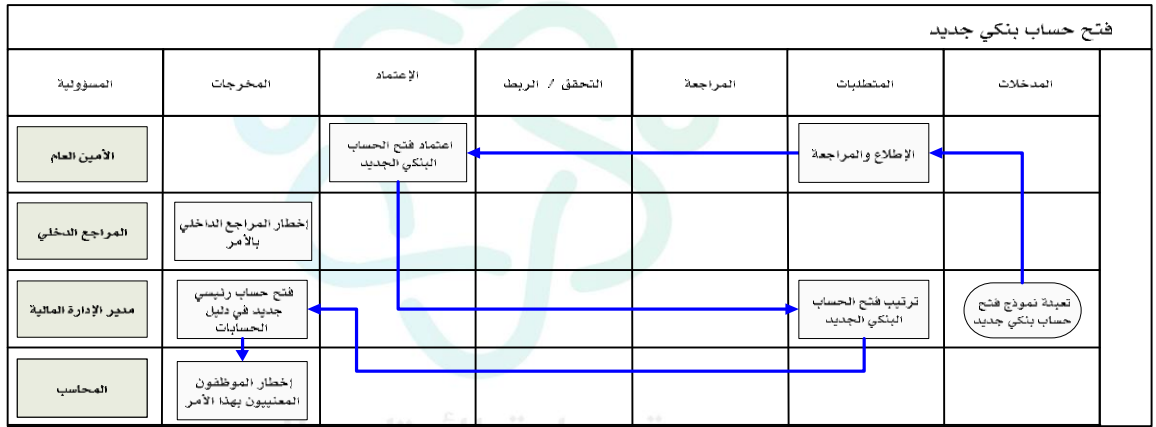 فتح حساب بنكي جديد
المدخلات
المتطلبات
المراجعة
التحقق / الربط
الإعتماد
المخرجات
المسؤولية
الإطلاع والمراجعة
اعتماد فتح الحساب
البنكي الجديد
الأمين العام
إخطار المراجع الداخلي
بالأمر
المراجع الدخلي
تعبئة نموذج فتح
حساب بنكي جديد
ترتيب فتح الحساب
البنكي الجديد
فتح حساب رئيسي
جديد في دليل
الحسابات
مدير الإدارة المالية
إخطار الموظفون
المعنييون بهذا الأمر
المحاسب